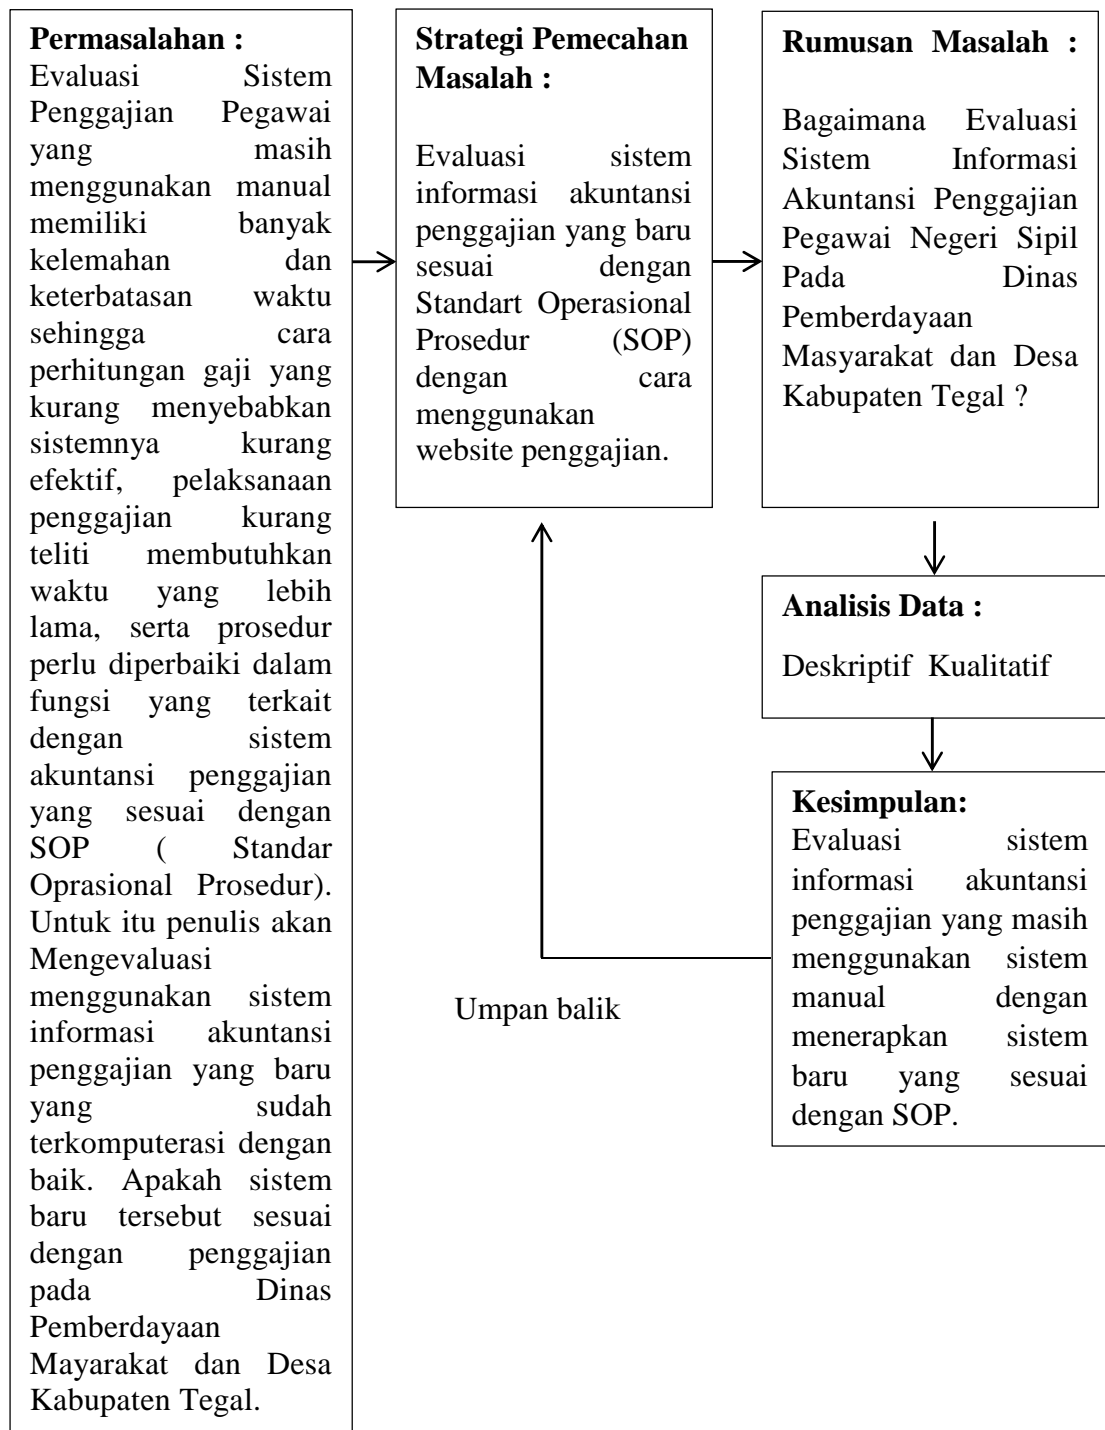 Permasalahan :
Evaluasi Sistem
Penggajian Pegawai
yang masih
menggunakan manual
memiliki banyak
kelemahan dan
keterbatasan waktu
sehingga cara
perhitungan gaji yang
kurang menyebabkan
sistemnya kurang
efektif, pelaksanaan
penggajian kurang
teliti membutuhkan
waktu yang lebih
lama, serta prosedur
perlu diperbaiki dalam
fungsi yang terkait
dengan sistem
akuntansi penggajian
yang sesuai dengan
SOP ( Standar
Oprasional Prosedur).
Untuk itu penulis akan
Mengevaluasi
menggunakan sistem
informasi akuntansi
penggajian yang baru
yang sudah
terkomputerasi dengan
baik. Apakah sistem
baru tersebut sesuai
dengan penggajian
pada Dinas
Pemberdayaan
Mayarakat dan Desa
Kabupaten Tegal.
Strategi Pemecahan
Masalah :
Evaluasi sistem
informasi akuntansi
penggajian yang baru
sesuai dengan
Standart Operasional
Prosedur (SOP)
dengan cara
menggunakan
website penggajian.
Rumusan Masalah :
Bagaimana Evaluasi
Sistem Informasi
Akuntansi Penggajian
Pegawai Negeri Sipil
Pada Dinas
Pemberdayaan
Masyarakat dan Desa
Kabupaten Tegal ?
Analisis Data :
Deskriptif Kualitatif
Kesimpulan:
Evaluasi sistem
informasi akuntansi
penggajian yang masih
menggunakan sistem
manual dengan
menerapkan sistem
baru yang sesuai
dengan SOP.
Umpan balik